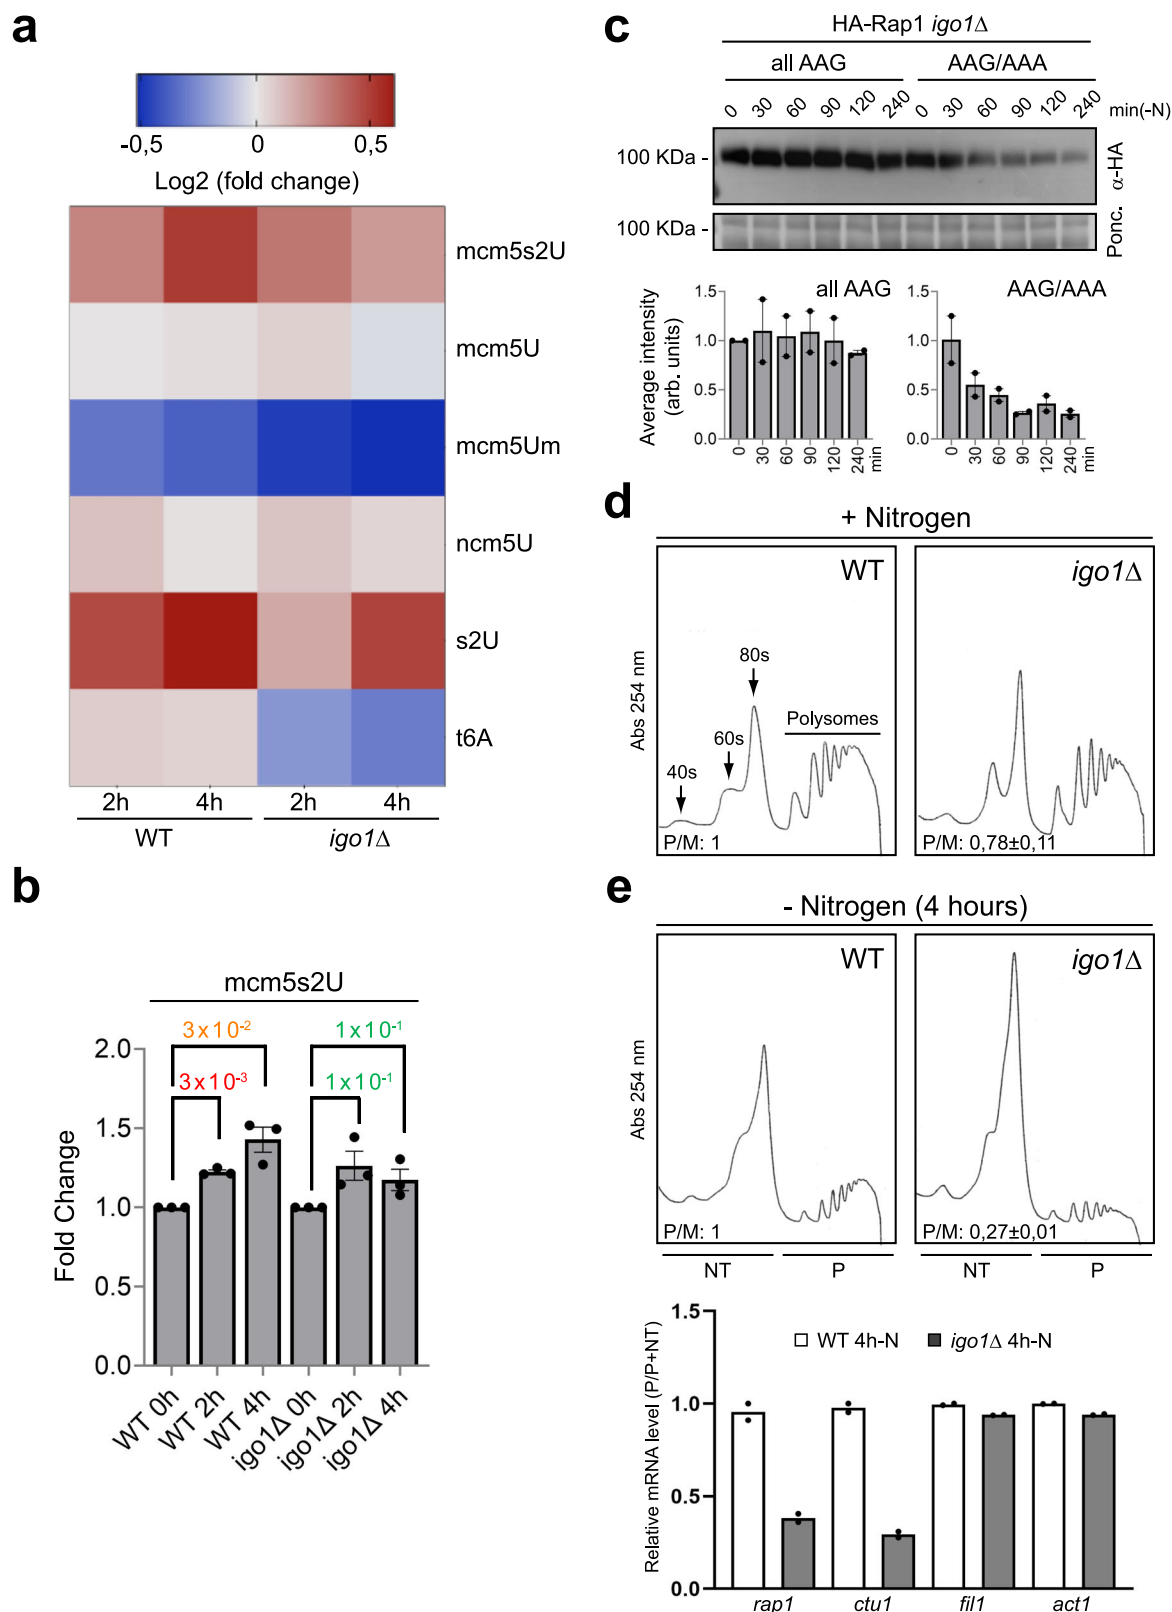 a
-0,5 0 0,5
Log2 (fold change)
mcm5s2U
mcm5U
mcm5Um
ncm5U
s2U
t6A
2h 4h 2h 4h
WT igo1Δ
b
mcm5s2U
3x10-2 1x10-1
3x10-3 1x10-1
Fold Change
2.0
1.5
1.0
0.5
0.0
WT 0h
WT 2h
WT 4h
igo1Δ 0h
igo1Δ 2h
igo1Δ 4h
c
HA-Rap1 igo1Δ
all AAG AAG/AAA
0 30 60 90 120 240 0 30 60 90 120 240 min(-N)
100 KDa -
α-HA
100 KDa -
Ponc.
all AAG
AAG/AAA
Average intensity
(arb. units)
1.5
1.0
0.5
0.0
0 30 60 90 120 240 min
1.5
1.0
0.5
0.0
0 30 60 90 120 240 min
d
+ Nitrogen
WT
igo1Δ
Abs 254 nm
40s
60s
80s
Polysomes
P/M: 1
P/M: 0,78±0,11
e
- Nitrogen (4 hours)
WT
igo1Δ
Abs 254 nm
P/M: 1
P/M: 0,27±0,01
NT P NT P
Relative mRNA level (P/P+NT)
1.5
1.0
0.5
0.0
WT 4h-N igo1Δ 4h-N
rap1 ctu1 fil1 act1